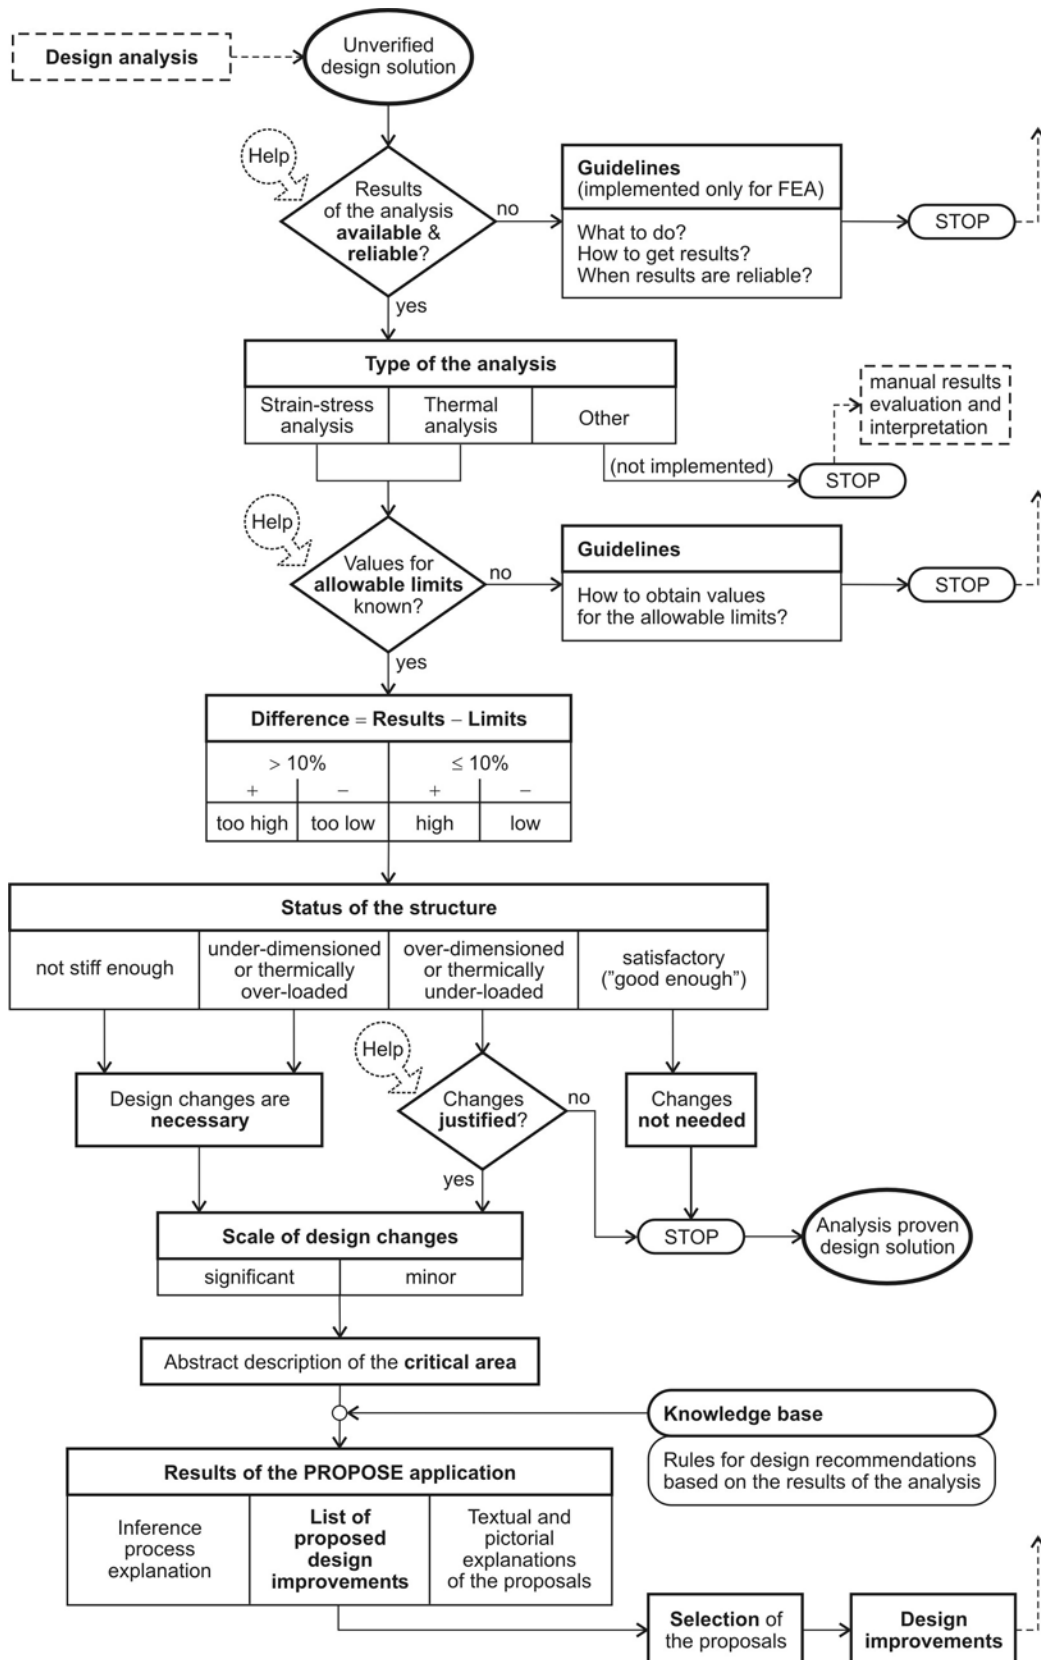 Design analysis
Unverified
design solution
Help
Results
of the analysis
available &
reliable?
no
Guidelines
(implemented only for FEA)
What to do?
How to get results?
When results are reliable?
STOP
yes
Type of the analysis
Strain-stress
analysis
Thermal
analysis
Other
(not implemented)
STOP
manual results
evaluation and
interpretation
Help
Values for
allowable limits
known?
no
Guidelines
How to obtain values
for the allowable limits?
STOP
yes
Difference = Results − Limits
> 10%
≤ 10%
+
−
+
−
too high
too low
high
low
Status of the structure
not stiff enough
under-dimensioned
or thermically
over-loaded
over-dimensioned
or thermically
under-loaded
satisfactory
("good enough")
Help
Design changes are
necessary
Changes
justified?
no
Changes
not needed
yes
Scale of design changes
significant
minor
STOP
Analysis proven
design solution
Abstract description of the critical area
Knowledge base
Rules for design recommendations
based on the results of the analysis
Results of the PROPOSE application
Inference
process
explanation
List of
proposed
design
improvements
Textual and
pictorial
explanations
of the proposals
Selection of
the proposals
Design
improvements